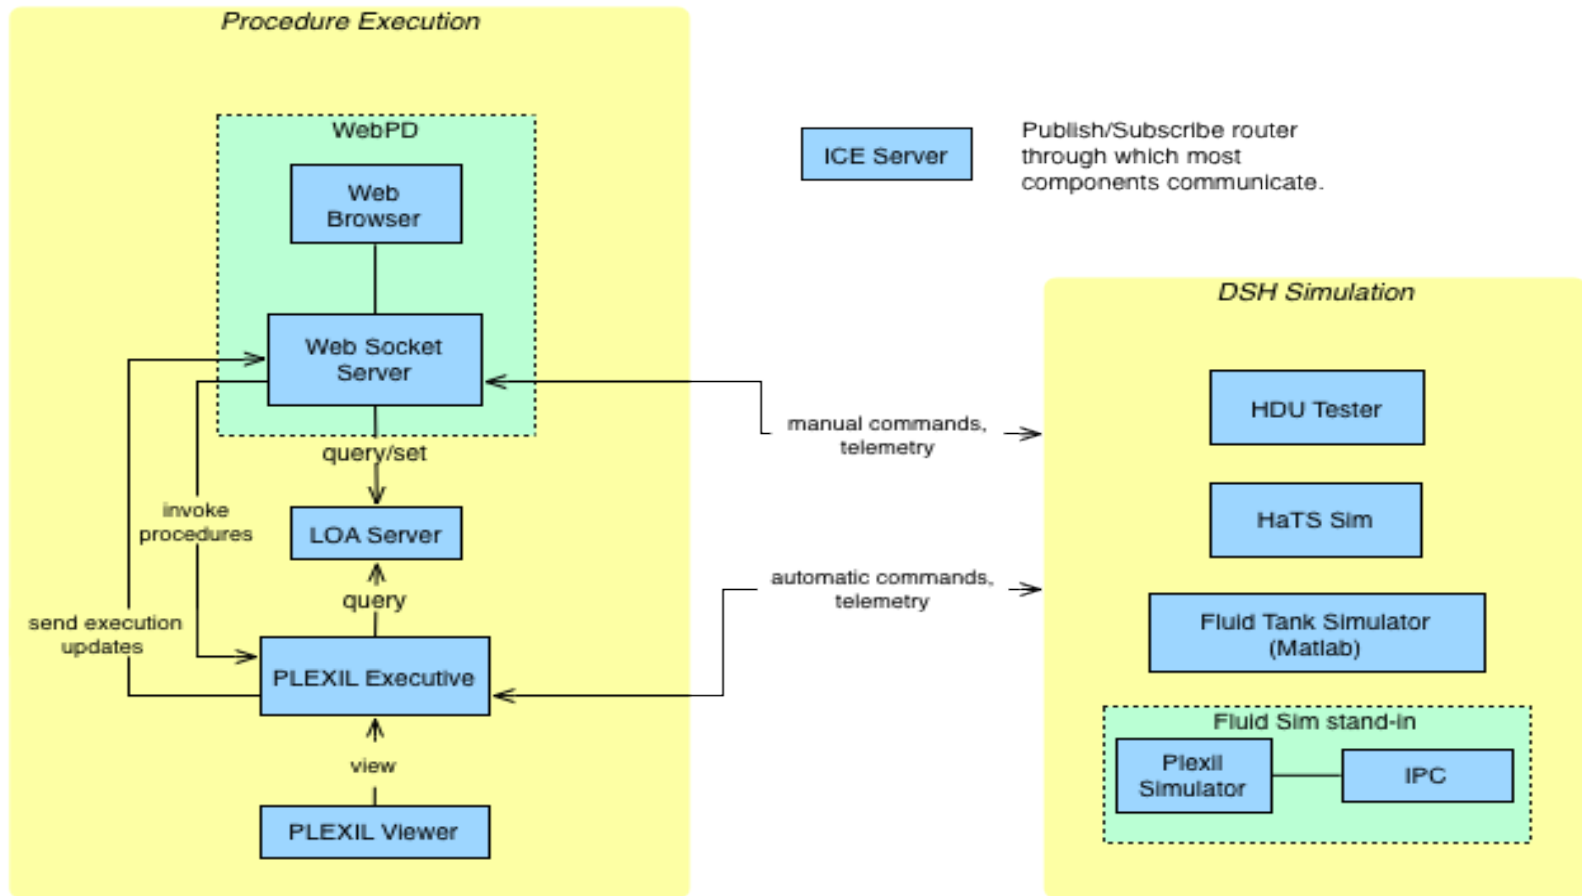 Procedure Execution
WebPD
Web
Browser
Web Socket
Server
query/set
invoke
procedures
LOA Server
query
send execution
updates
PLEXIL Executive
view
PLEXIL Viewer
ICE Server
Publish/Subscribe router
through which most
components communicate.
manual commands,
telemetry
automatic commands,
telemetry
DSH Simulation
HDU Tester
HaTS Sim
Fluid Tank Simulator
(Matlab)
Fluid Sim stand-in
Plexil
Simulator
IPC